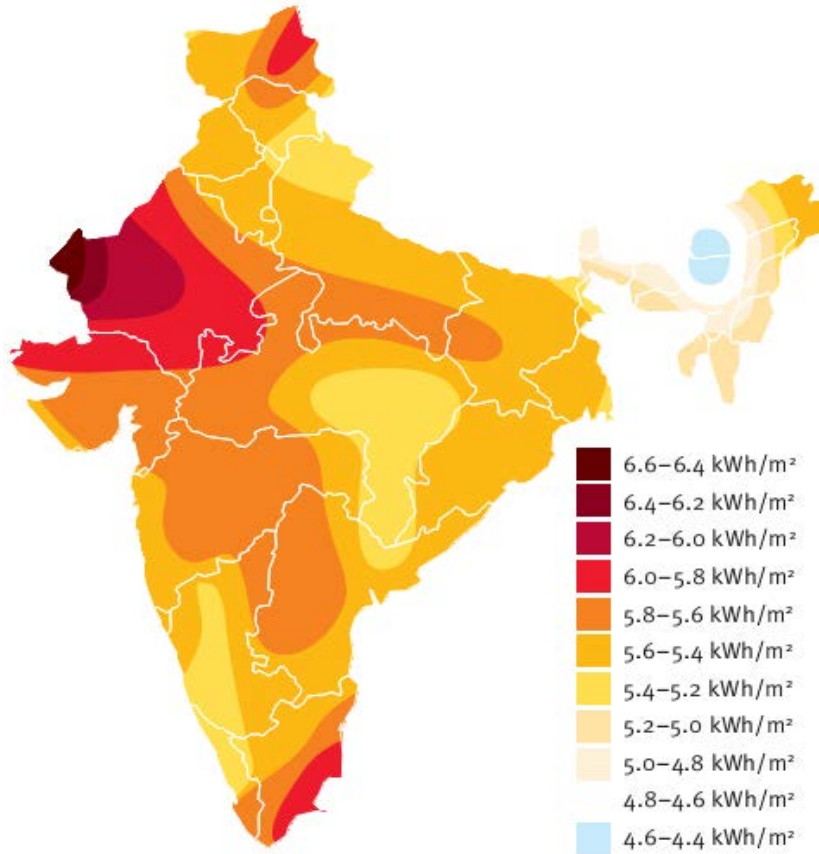 6.6–6.4 kWh/m²
6.4–6.2 kWh/m²
6.2–6.0 kWh/m²
6.0–5.8 kWh/m²
5.8–5.6 kWh/m²
5.6–5.4 kWh/m²
5.4–5.2 kWh/m²
5.2–5.0 kWh/m²
5.0–4.8 kWh/m²
4.8–4.6 kWh/m²
4.6–4.4 kWh/m²